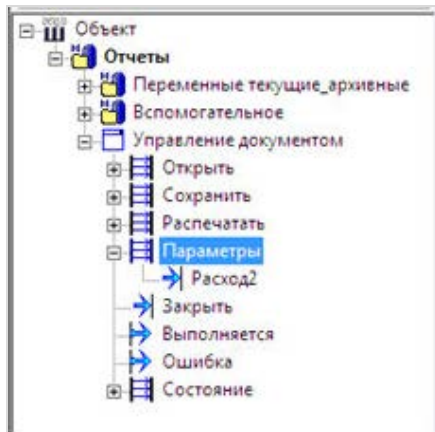 Объект
Отчеты
Переменные текущие_архивные
Вспомогательное
Управление документом
Открыть
Сохранить
Распечатать
Параметры
Расход2
Закрыть
Выполняется
Ошибка
Состояние